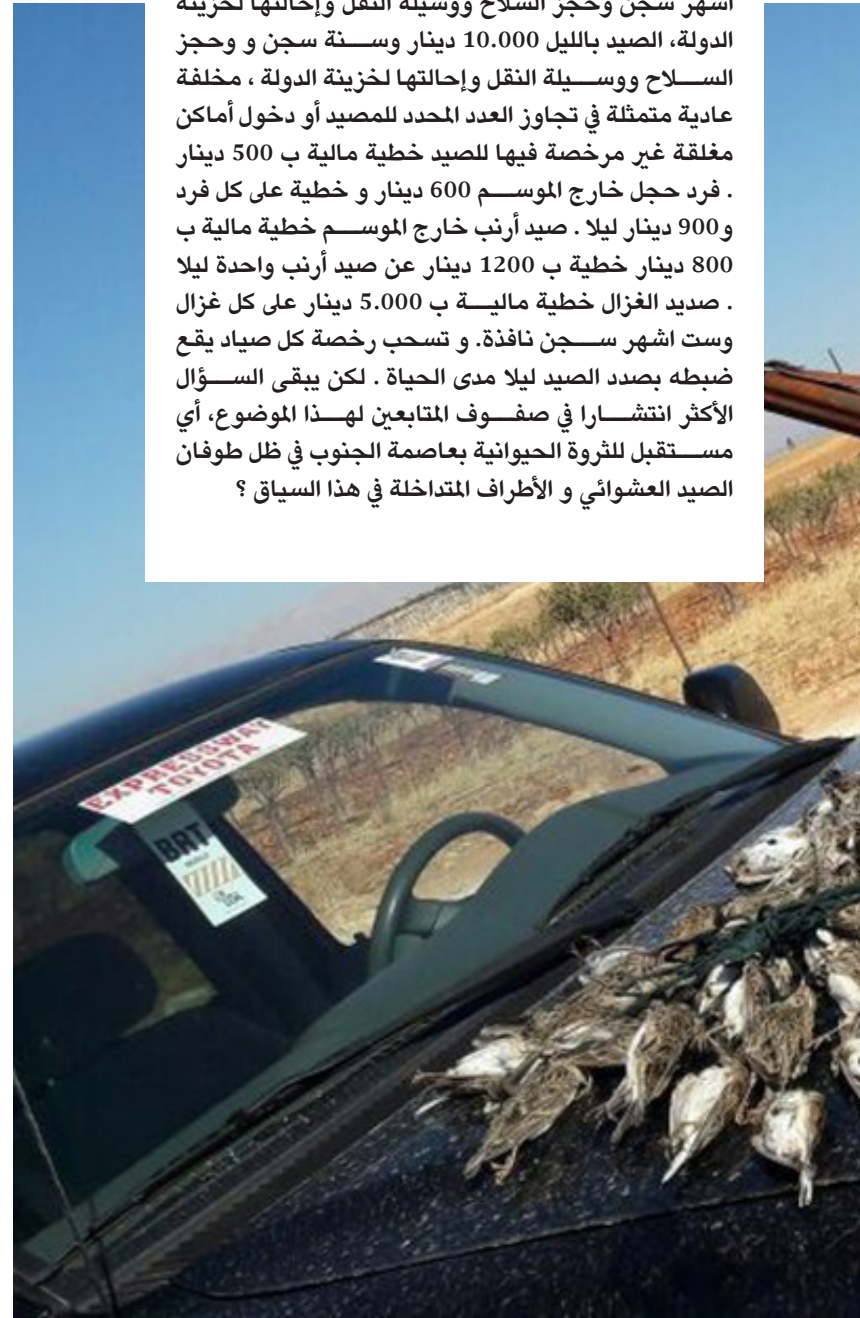 أشهر سجن وحجز السلاح ووسيلة النقل وإحالتها لخزينة
الدولة، الصيد بالليل 10.000 دينار وسنة سجن و وحجز
السلاح ووسيلة النقل وإحالتها لخزينة الدولة ، مخلفة
عادية متمثلة في تجاوز العدد المحدد للمصيد أو دخول أماكن
مغلقة غير مرخصة فيها للصيد خطية مالية ب 500 دينار
. فرد حجل خارج الموسم 600 دينار و خطية على كل فرد
و900 دينار ليلا . صيد أرنب خارج الموسم خطية مالية ب
800 دينار خطية ب 1200 دينار عن صيد أرنب واحدة ليلا
. صديد الغزال خطية مالية ب 5.000 دينار على كل غزال
وست اشهر سجن نافذة. و تسحب رخصة كل صياد يقع
ضبطه بصدد الصيد ليلا مدى الحياة . لكن يبقى السؤال
الأكثر انتشارا في صفوف المتابعين لهذا الموضوع، أي
مستقبل للثروة الحيوانية بعاصمة الجنوب في ظل طوفان
الصيد العشوائي و الأطراف المتداخلة في هذا السياق ؟
EXPRESSWAY
TOYOTA
BRT